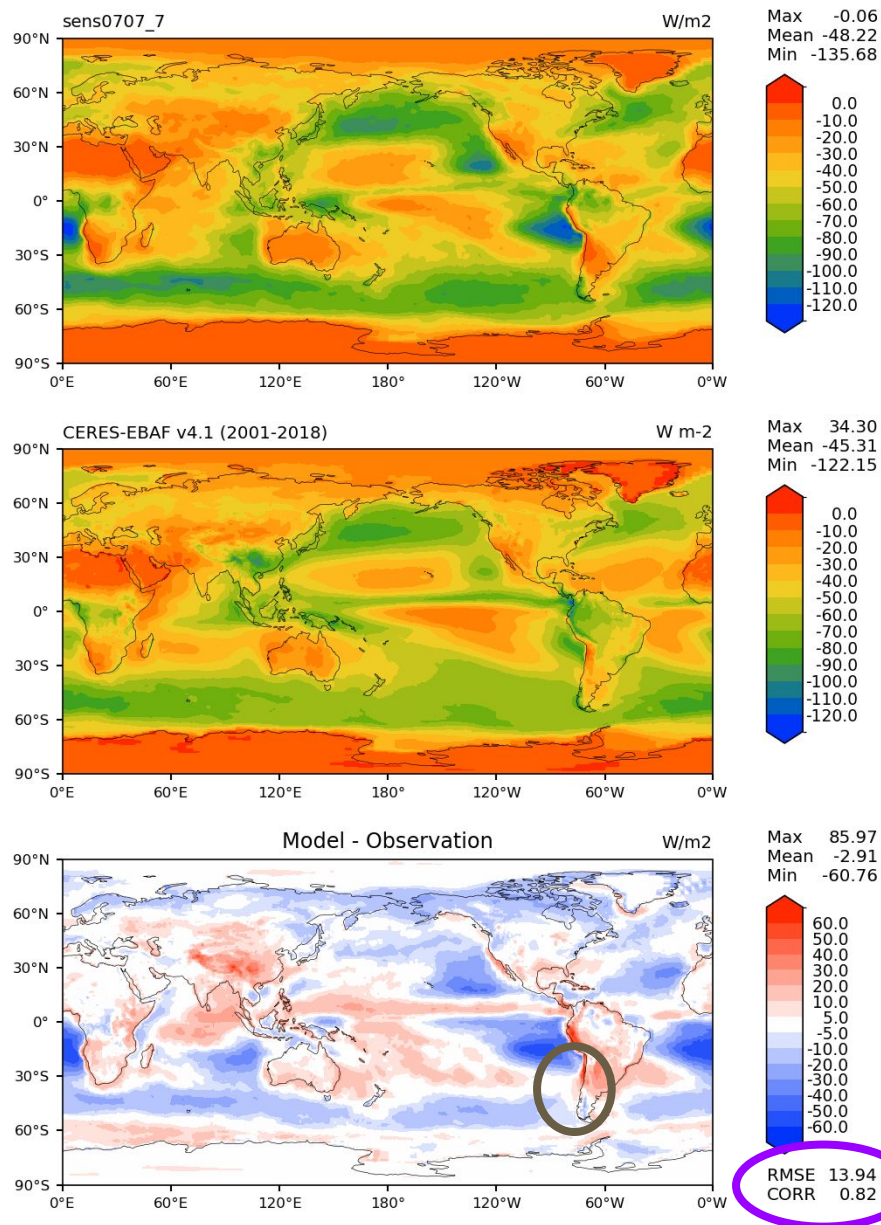 sens0707_7 W/m2
Max -0.06
Mean -48.22
Min -135.68
90°N
60°N
30°N
0°
30°S
60°S
90°S
0°E 60°E 120°E 180° 120°W 60°W 0°W
0.0
-10.0
-20.0
-30.0
-40.0
-50.0
-60.0
-70.0
-80.0
-90.0
-100.0
-110.0
-120.0
CERES-EBAF v4.1 (2001-2018) W m-2
Max 34.30
Mean -45.31
Min -122.15
90°N
60°N
30°N
0°
30°S
60°S
90°S
0°E 60°E 120°E 180° 120°W 60°W 0°W
0.0
-10.0
-20.0
-30.0
-40.0
-50.0
-60.0
-70.0
-80.0
-90.0
-100.0
-110.0
-120.0
Model - Observation W/m2
Max 85.97
Mean -2.91
Min -60.76
90°N
60°N
30°N
0°
30°S
60°S
90°S
0°E 60°E 120°E 180° 120°W 60°W 0°W
60.0
50.0
40.0
30.0
20.0
10.0
5.0
-5.0
-10.0
-20.0
-30.0
-40.0
-50.0
-60.0
RMSE 13.94
CORR 0.82